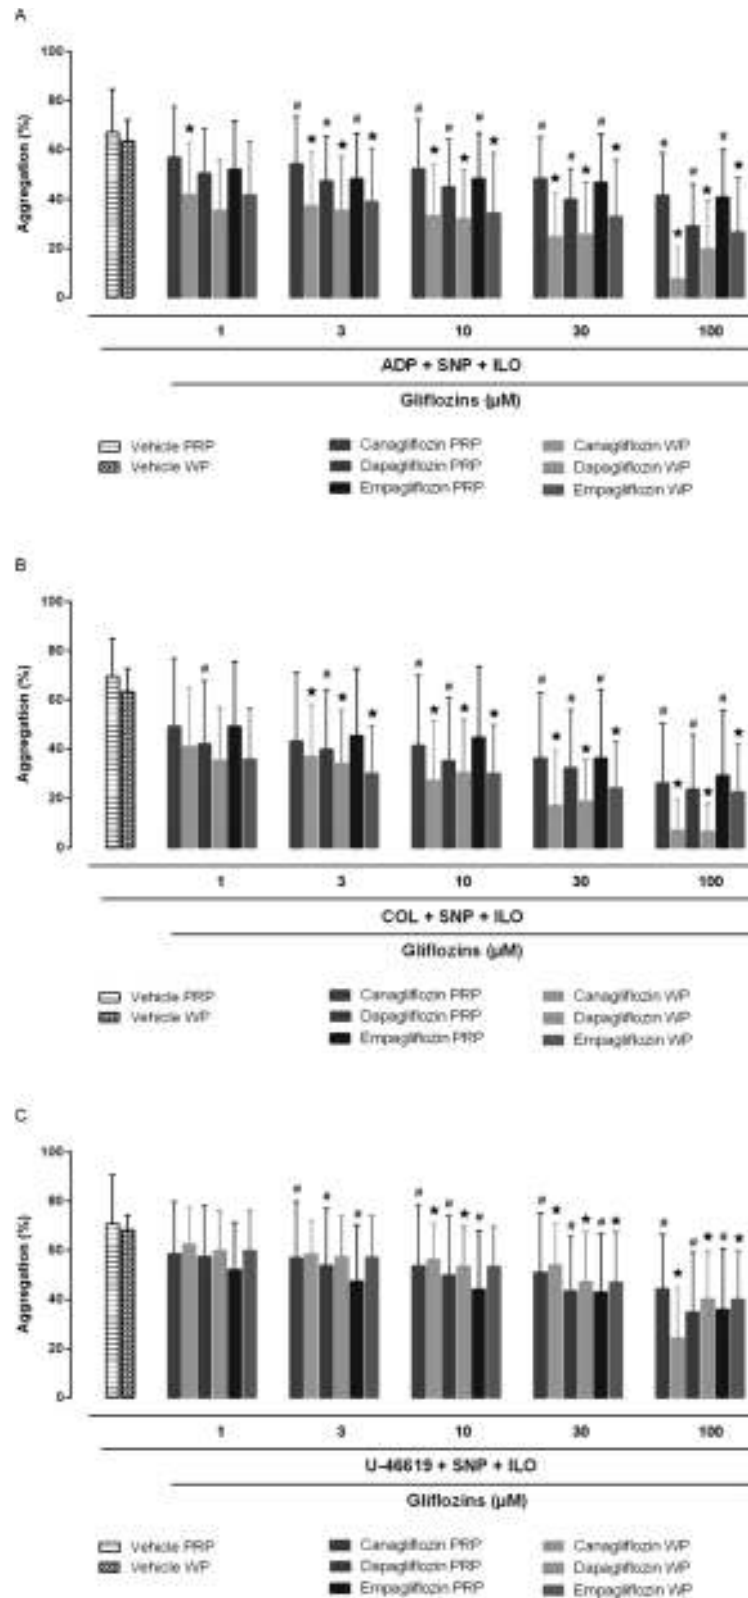 A
100
80
60
40
20
0
Aggregation (%)
# # # # # # # # # # # #
★ ★ ★ ★ ★ ★ ★ ★ ★ ★ ★ ★ ★
1 3 10 30 100
ADP + SNP + ILO
Gliflozins (µM)
Vehicle PRP Canagliflozin PRP Canagliflozin WP
Vehicle WP Dapagliflozin PRP Dapagliflozin WP
Empagliflozin PRP Empagliflozin WP
B
100
80
60
40
20
0
Aggregation (%)
# # # # # # # # # #
★ ★ ★ ★ ★ ★ ★ ★ ★ ★ ★ ★
1 3 10 30 100
COL + SNP + ILO
Gliflozins (µM)
Vehicle PRP Canagliflozin PRP Canagliflozin WP
Vehicle WP Dapagliflozin PRP Dapagliflozin WP
Empagliflozin PRP Empagliflozin WP
C
100
80
60
40
20
0
Aggregation (%)
# # # # # # # # # # # #
★ ★ ★ ★ ★ ★ ★ ★
1 3 10 30 100
U-46619 + SNP + ILO
Gliflozins (µM)
Vehicle PRP Canagliflozin PRP Canagliflozin WP
Vehicle WP Dapagliflozin PRP Dapagliflozin WP
Empagliflozin PRP Empagliflozin WP